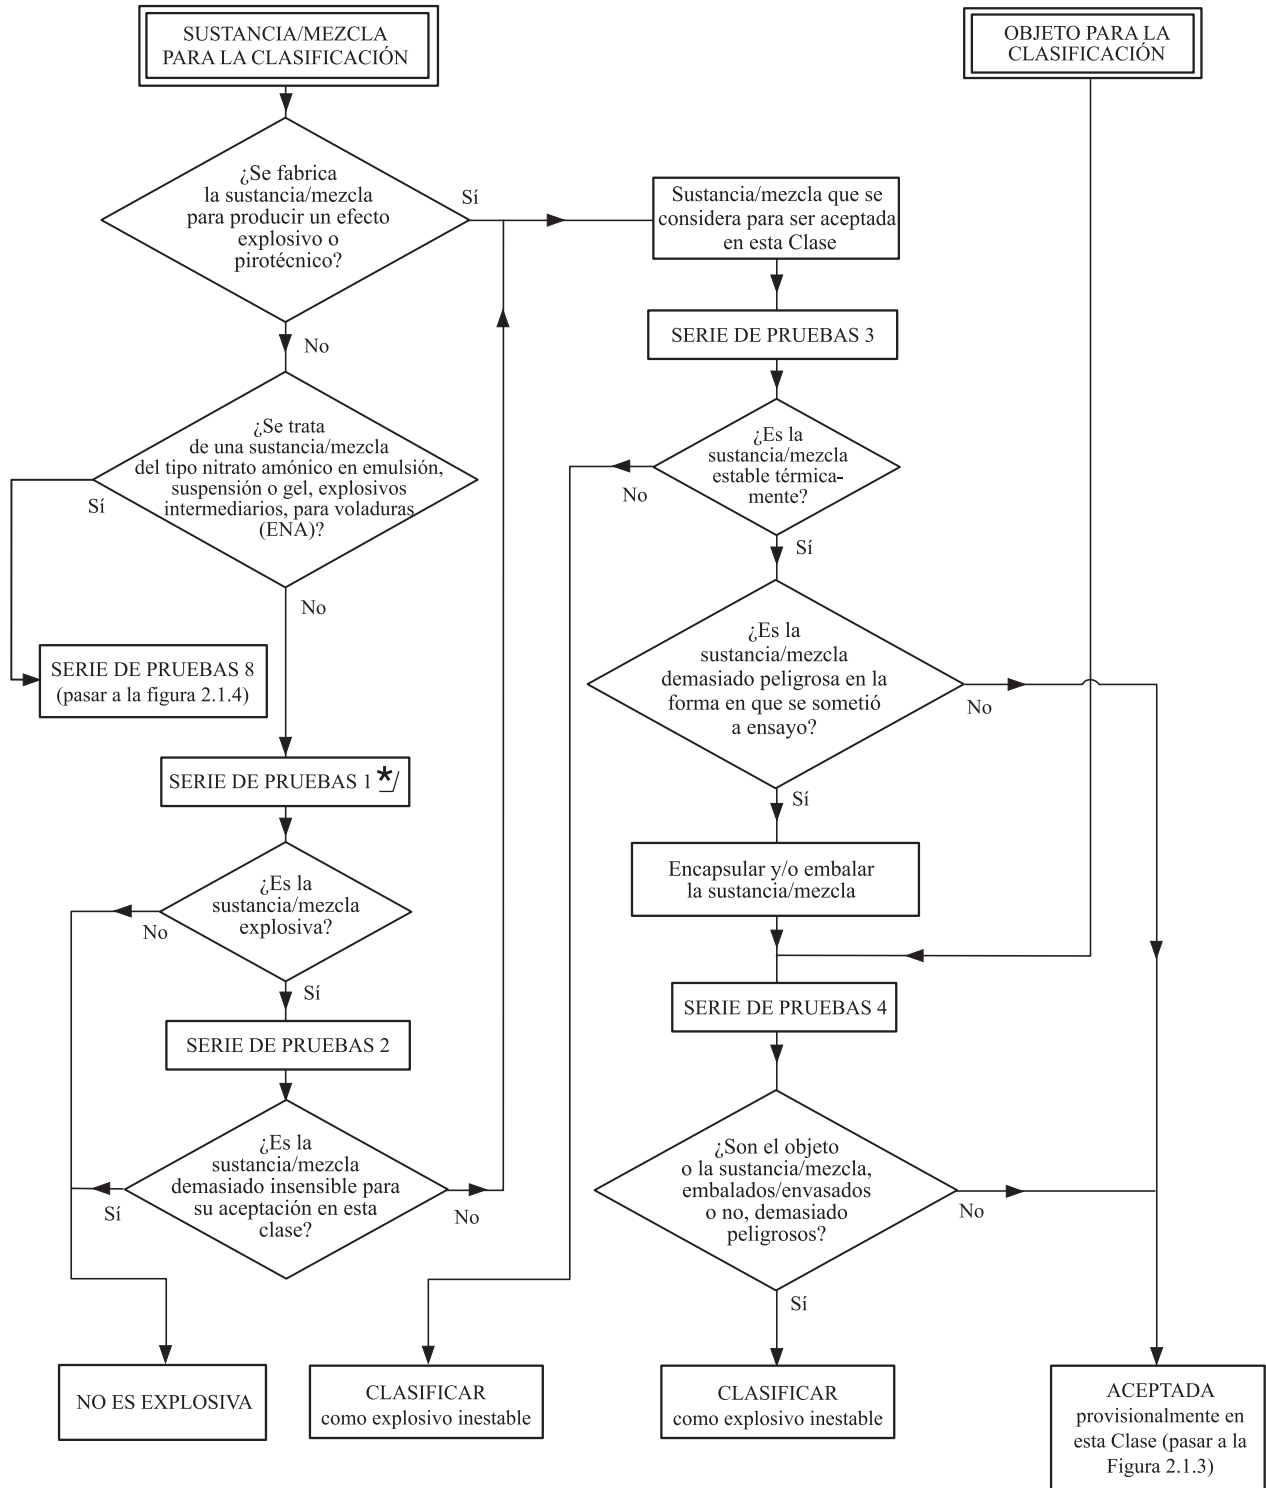 SUSTANCIA/MEZCLA
PARA LA CLASIFICACIÓN
OBJETO PARA LA
CLASIFICACIÓN
¿Se fabrica
la sustancia/mezcla
para producir un efecto
explosivo o
pirotécnico?
Sí
Sustancia/mezcla que se
considera para ser aceptada
en esta Clase
No
SERIE DE PRUEBAS 3
¿Se trata
de una sustancia/mezcla
del tipo nitrato amónico en emulsión,
suspensión o gel, explosivos
intermediarios, para voladuras
(ENA)?
Sí
No
¿Es la
sustancia/mezcla
estable térmica-
mente?
No
Sí
SERIE DE PRUEBAS 8
(pasar a la figura 2.1.4)
¿Es la
sustancia/mezcla
demasiado peligrosa en la
forma en que se sometió
a ensayo?
No
Sí
SERIE DE PRUEBAS 1 */
¿Es la
sustancia/mezcla
explosiva?
No
Sí
Encapsular y/o embalar
la sustancia/mezcla
SERIE DE PRUEBAS 2
SERIE DE PRUEBAS 4
¿Es la
sustancia/mezcla
demasiado insensible para
su aceptación en esta
clase?
Sí
No
¿Son el objeto
o la sustancia/mezcla,
embalados/envasados
o no, demasiado
peligrosos?
No
Sí
NO ES EXPLOSIVA
CLASIFICAR
como explosivo inestable
CLASIFICAR
como explosivo inestable
ACEPTADA
provisionalmente en
esta Clase (pasar a la
Figura 2.1.3)